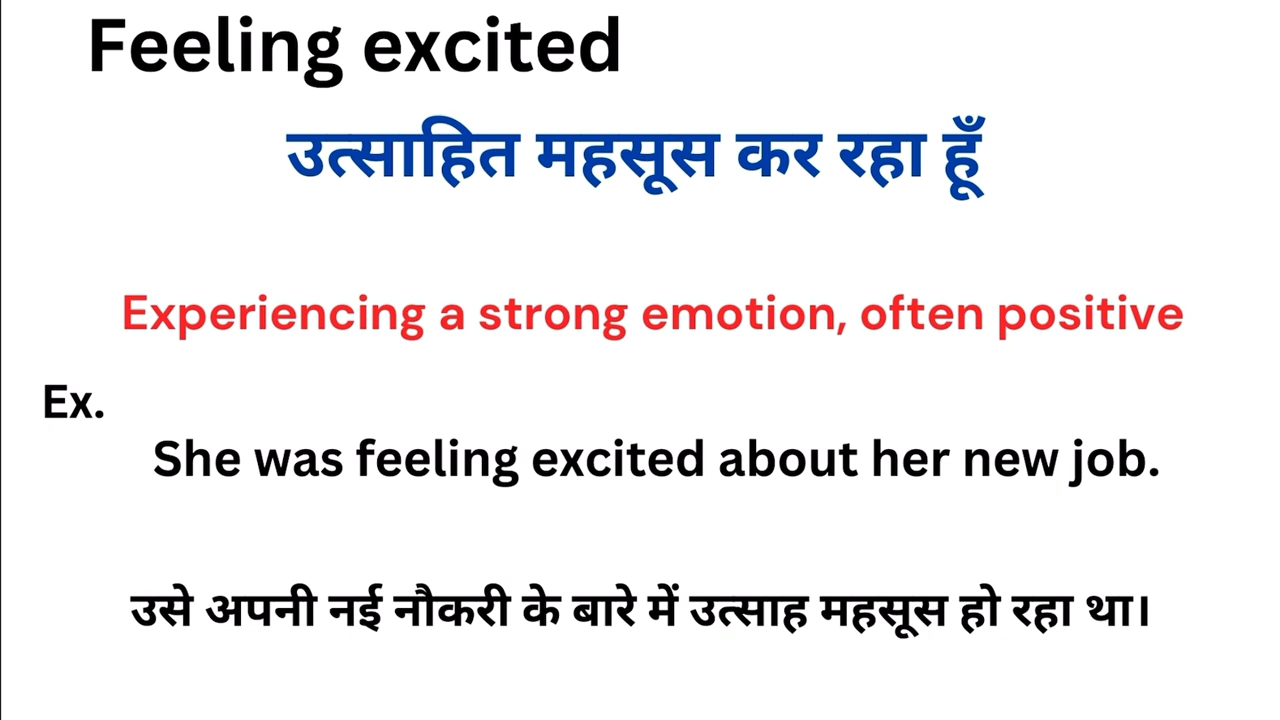 Feeling excited
उत्साहित महसूस कर रहा हूँ
Experiencing a strong emotion, often positive
Ex.
She was feeling excited about her new job.
उसे अपनी नई नौकरी के बारे में उत्साह महसूस हो रहा था।